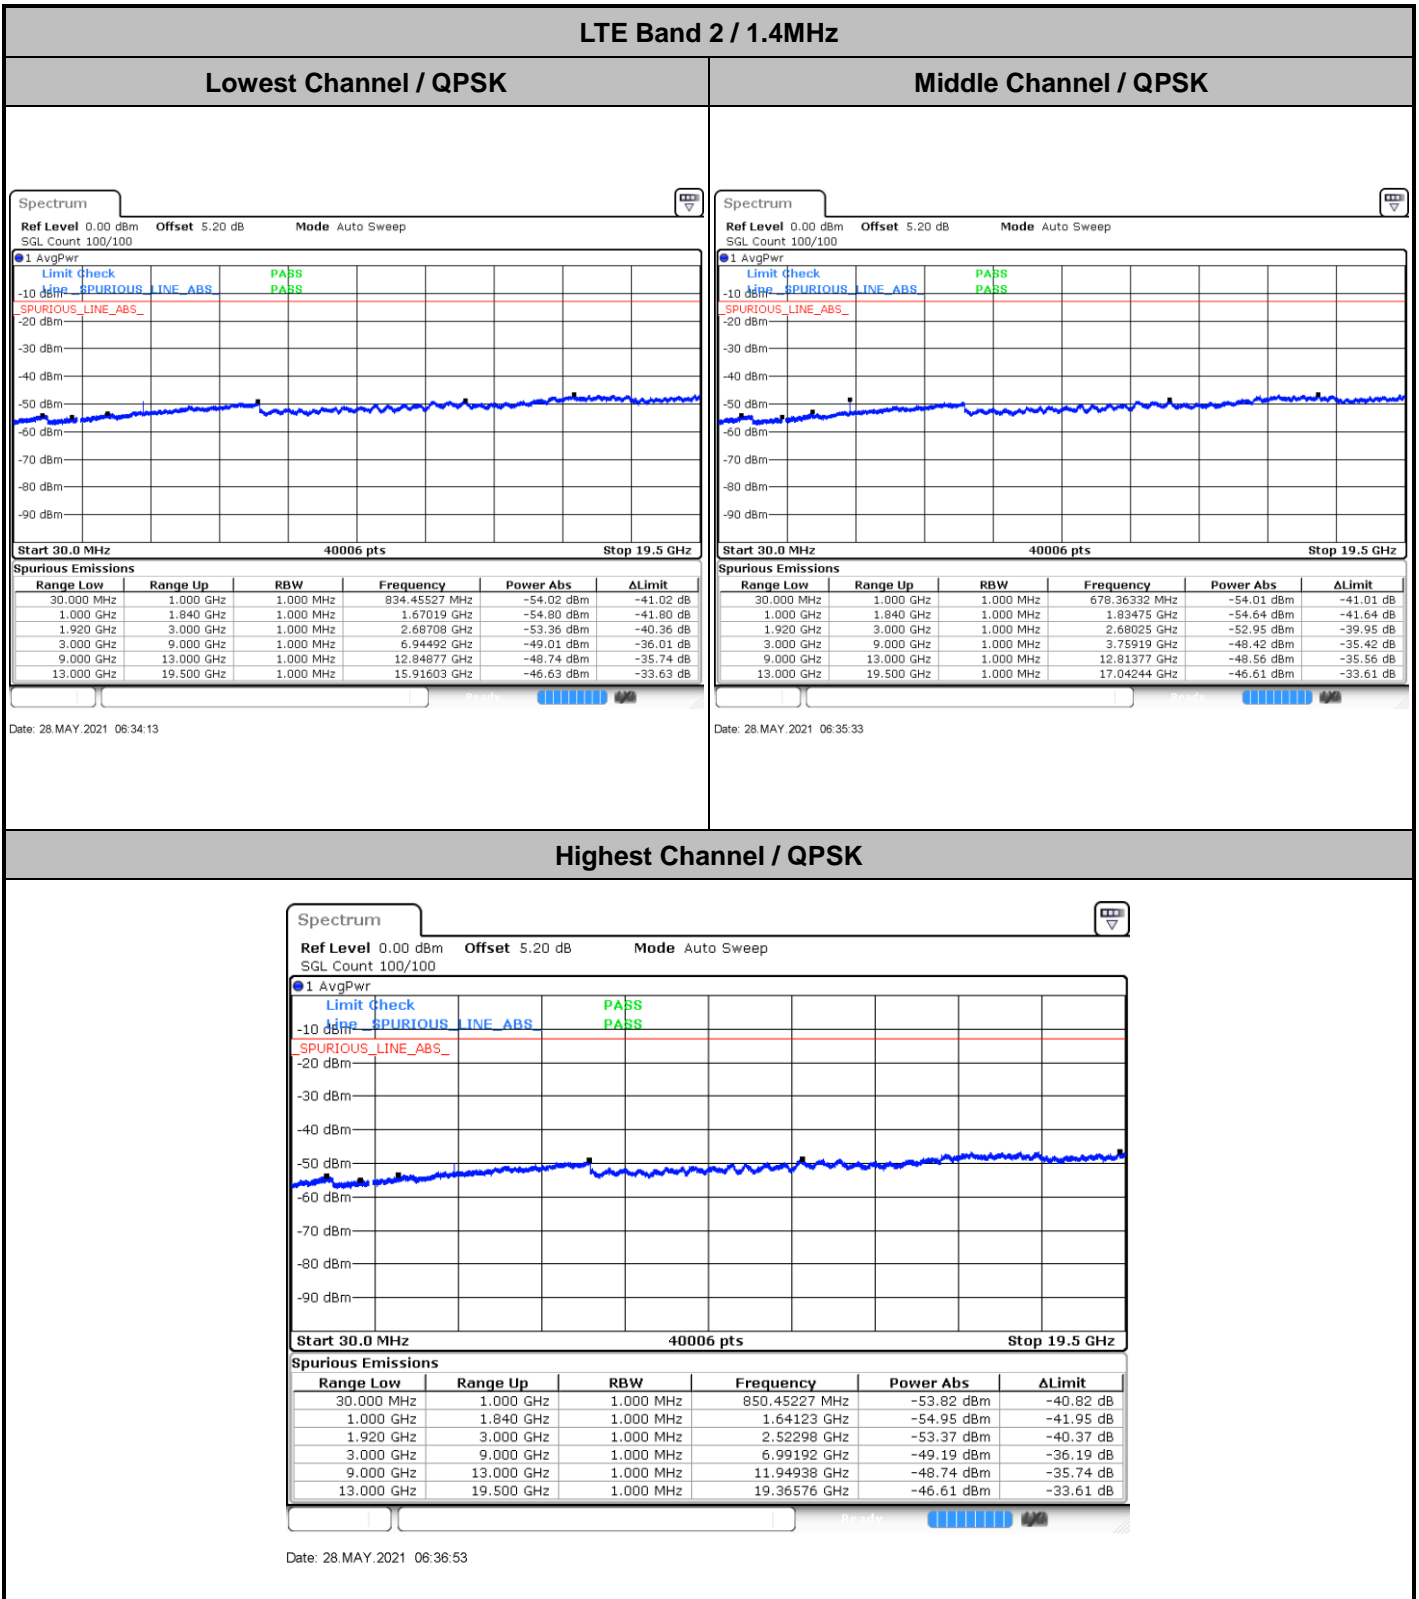 LTE Band 2 / 1.4MHz
Lowest Channel / QPSK
Middle Channel / QPSK
Spectrum
Ref Level 0.00 dBm Offset 5.20 dB Mode Auto Sweep
SGL Count 100/100
1 AvgPwr
Limit Check PASS
Line _SPURIOUS_LINE_ABS_ PASS
-10 dBm
_SPURIOUS_LINE_ABS_
-20 dBm
-30 dBm
-40 dBm
-50 dBm
-60 dBm
-70 dBm
-80 dBm
-90 dBm
Start 30.0 MHz 40006 pts Stop 19.5 GHz
Spurious Emissions
Range Low Range Up RBW Frequency Power Abs ΔLimit
30.000 MHz 1.000 GHz 1.000 MHz 834.45527 MHz -54.02 dBm -41.02 dB
1.000 GHz 1.840 GHz 1.000 MHz 1.67019 GHz -54.80 dBm -41.80 dB
1.920 GHz 3.000 GHz 1.000 MHz 2.68708 GHz -53.36 dBm -40.36 dB
3.000 GHz 9.000 GHz 1.000 MHz 6.94492 GHz -49.01 dBm -36.01 dB
9.000 GHz 13.000 GHz 1.000 MHz 12.84877 GHz -48.74 dBm -35.74 dB
13.000 GHz 19.500 GHz 1.000 MHz 15.91603 GHz -46.63 dBm -33.63 dB
Ready
Date: 28.MAY.2021 06:34:13
Spectrum
Ref Level 0.00 dBm Offset 5.20 dB Mode Auto Sweep
SGL Count 100/100
1 AvgPwr
Limit Check PASS
Line _SPURIOUS_LINE_ABS_ PASS
-10 dBm
_SPURIOUS_LINE_ABS_
-20 dBm
-30 dBm
-40 dBm
-50 dBm
-60 dBm
-70 dBm
-80 dBm
-90 dBm
Start 30.0 MHz 40006 pts Stop 19.5 GHz
Spurious Emissions
Range Low Range Up RBW Frequency Power Abs ΔLimit
30.000 MHz 1.000 GHz 1.000 MHz 678.36332 MHz -54.01 dBm -41.01 dB
1.000 GHz 1.840 GHz 1.000 MHz 1.83475 GHz -54.64 dBm -41.64 dB
1.920 GHz 3.000 GHz 1.000 MHz 2.68025 GHz -52.95 dBm -39.95 dB
3.000 GHz 9.000 GHz 1.000 MHz 3.75919 GHz -48.42 dBm -35.42 dB
9.000 GHz 13.000 GHz 1.000 MHz 12.81377 GHz -48.56 dBm -35.56 dB
13.000 GHz 19.500 GHz 1.000 MHz 17.04244 GHz -46.61 dBm -33.61 dB
Ready
Date: 28.MAY.2021 06:35:33
Highest Channel / QPSK
Spectrum
Ref Level 0.00 dBm Offset 5.20 dB Mode Auto Sweep
SGL Count 100/100
1 AvgPwr
Limit Check PASS
Line _SPURIOUS_LINE_ABS_ PASS
-10 dBm
_SPURIOUS_LINE_ABS_
-20 dBm
-30 dBm
-40 dBm
-50 dBm
-60 dBm
-70 dBm
-80 dBm
-90 dBm
Start 30.0 MHz 40006 pts Stop 19.5 GHz
Spurious Emissions
Range Low Range Up RBW Frequency Power Abs ΔLimit
30.000 MHz 1.000 GHz 1.000 MHz 850.45227 MHz -53.82 dBm -40.82 dB
1.000 GHz 1.840 GHz 1.000 MHz 1.64123 GHz -54.95 dBm -41.95 dB
1.920 GHz 3.000 GHz 1.000 MHz 2.52298 GHz -53.37 dBm -40.37 dB
3.000 GHz 9.000 GHz 1.000 MHz 6.99192 GHz -49.19 dBm -36.19 dB
9.000 GHz 13.000 GHz 1.000 MHz 11.94938 GHz -48.74 dBm -35.74 dB
13.000 GHz 19.500 GHz 1.000 MHz 19.36576 GHz -46.61 dBm -33.61 dB
Ready
Date: 28.MAY.2021 06:36:53